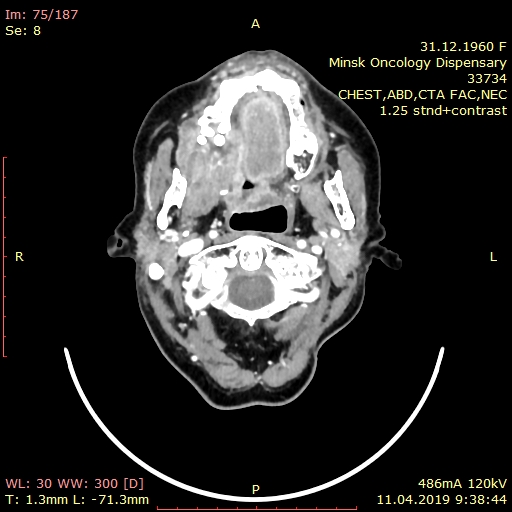 Im: 75/187
Se: 8
A
31.12.1960 F
Minsk Oncology Dispensary
33734
CHEST,ABD,CTA FAC,NEC
1.25 stnd+contrast
R
L
WL: 30 WW: 300 [D]
T: 1.3mm L: -71.3mm
P
486mA 120kV
11.04.2019 9:38:44